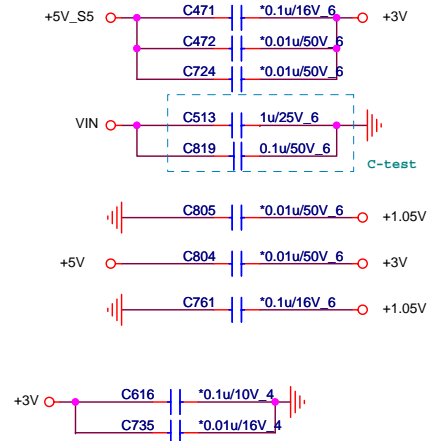 +5V_S5 C471 *0.1u/16V_6 +3V
C472 *0.01u/50V_6
C724 *0.01u/50V_6
VIN C513 1u/25V_6
C819 0.1u/50V_6
C-test
C805 *0.01u/50V_6 +1.05V
+5V C804 *0.01u/50V_6 +3V
C761 *0.1u/16V_6 +1.05V
+3V C616 *0.1u/10V_4
C735 *0.01u/16V_4